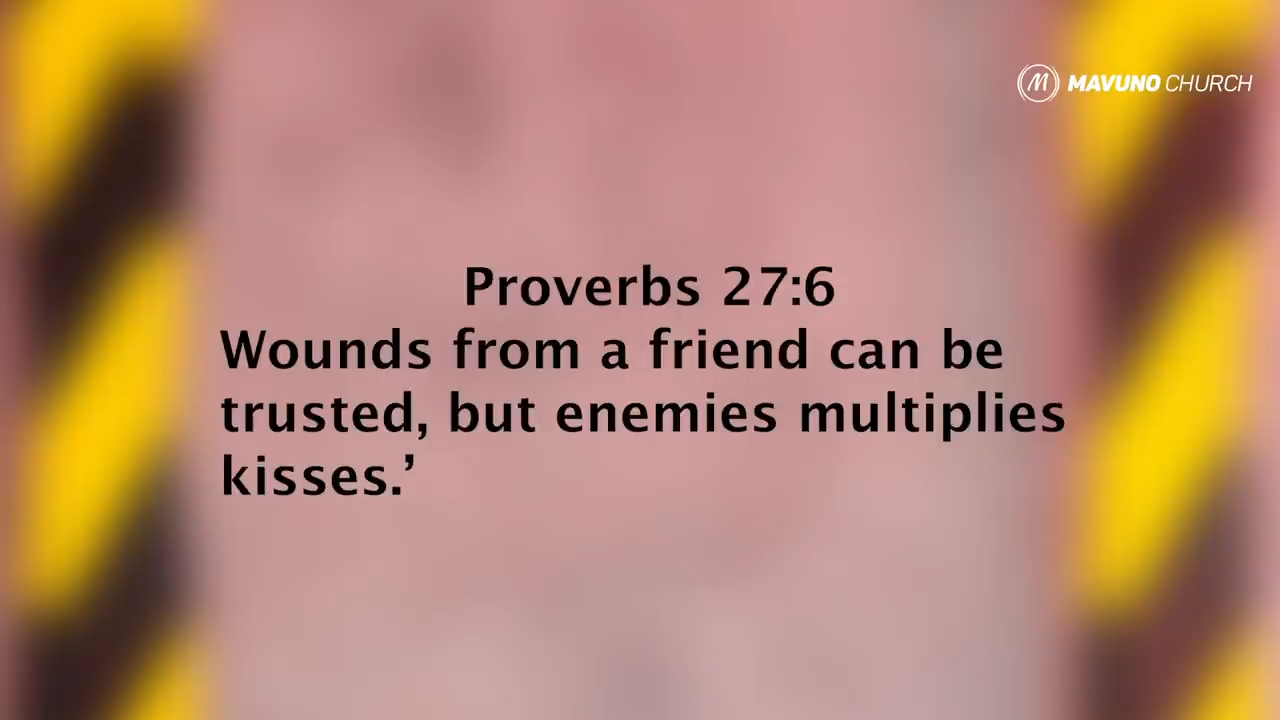 M MAVUNO CHURCH
Proverbs 27:6
Wounds from a friend can be
trusted, but enemies multiplies
kisses.’